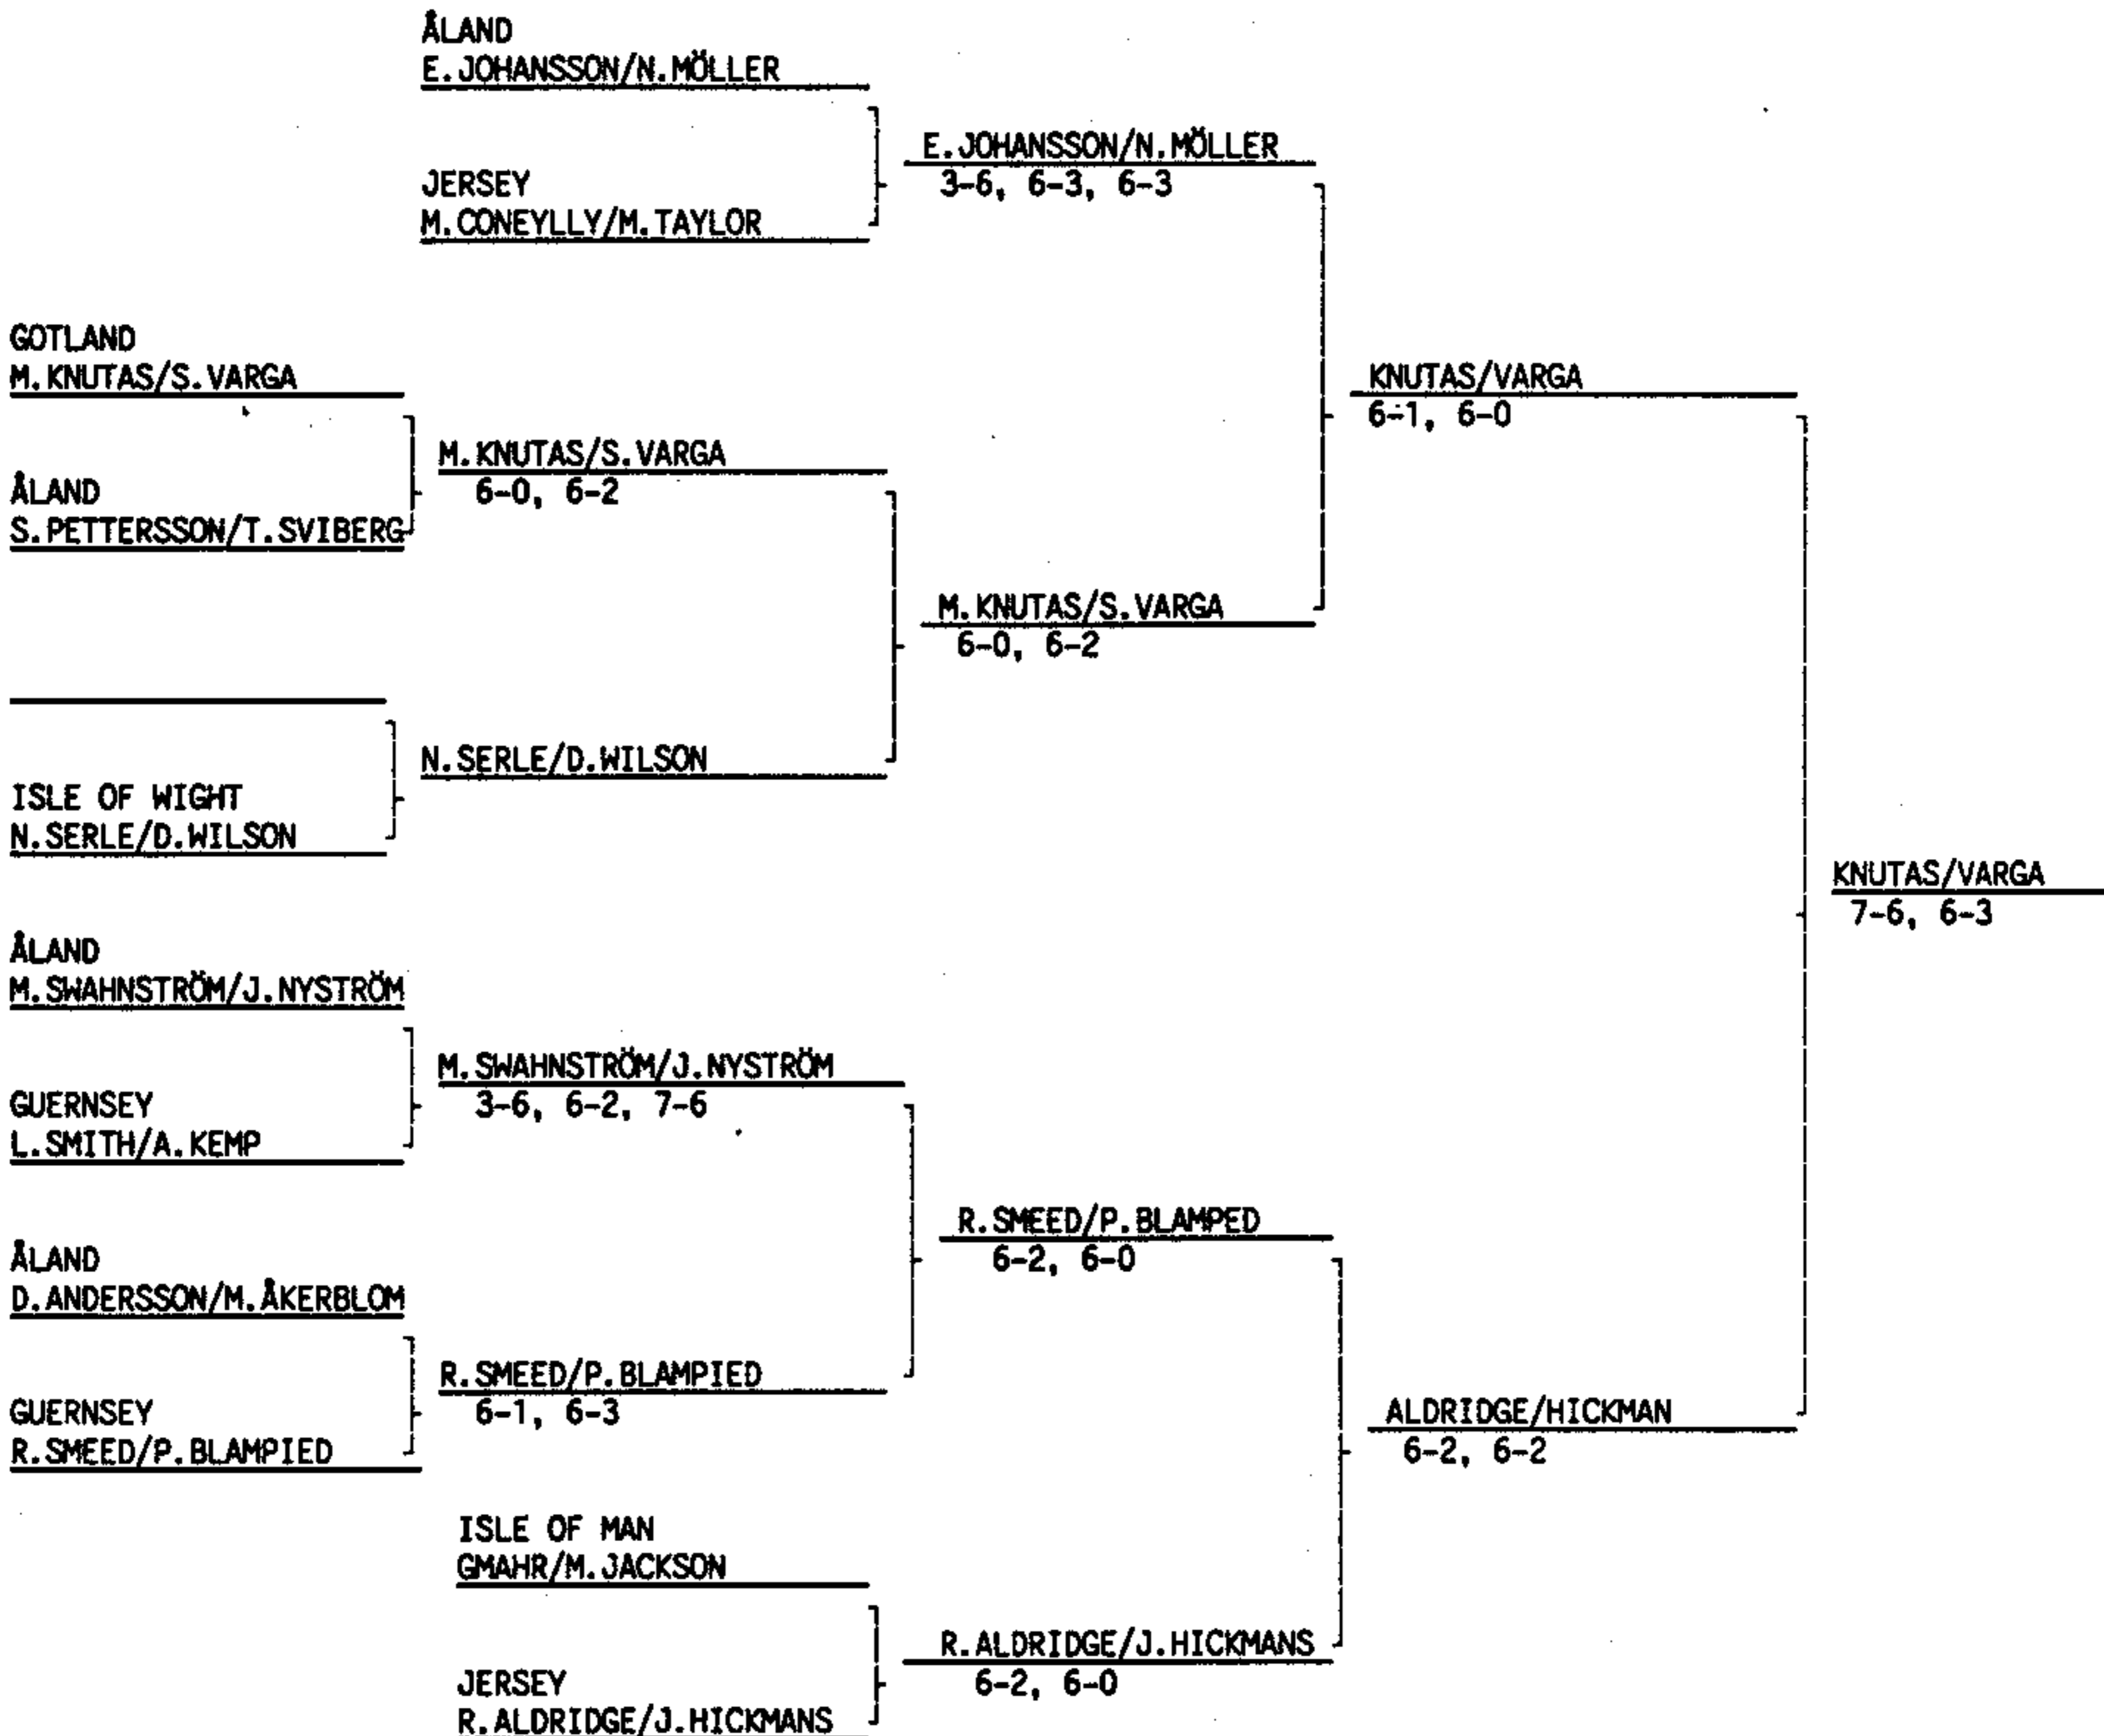 ÅLAND
E.JOHANSSON/N.MÖLLER
E.JOHANSSON/N.MÖLLER
3-6, 6-3, 6-3
JERSEY
M.CONEYLLY/M.TAYLOR
GOTLAND
M.KNUTAS/S.VARGA
KNUTAS/VARGA
6-1, 6-0
M.KNUTAS/S.VARGA
6-0, 6-2
ÅLAND
S.PETTERSSON/T.SVIBERG
M.KNUTAS/S.VARGA
6-0, 6-2
N.SERLE/D.WILSON
ISLE OF WIGHT
N.SERLE/D.WILSON
KNUTAS/VARGA
7-6, 6-3
ÅLAND
M.SWAHNSTRÖM/J.NYSTRÖM
M.SWAHNSTRÖM/J.NYSTRÖM
3-6, 6-2, 7-6
GUERNSEY
L.SMITH/A.KEMP
R.SMEED/P.BLAMPED
6-2, 6-0
ÅLAND
D.ANDERSSON/M.ÅKERBLOM
R.SMEED/P.BLAMPIED
6-1, 6-3
GUERNSEY
R.SMEED/P.BLAMPIED
ALDRIDGE/HICKMAN
6-2, 6-2
ISLE OF MAN
GMAHR/M.JACKSON
R.ALDRIDGE/J.HICKMANS
6-2, 6-0
JERSEY
R.ALDRIDGE/J.HICKMANS